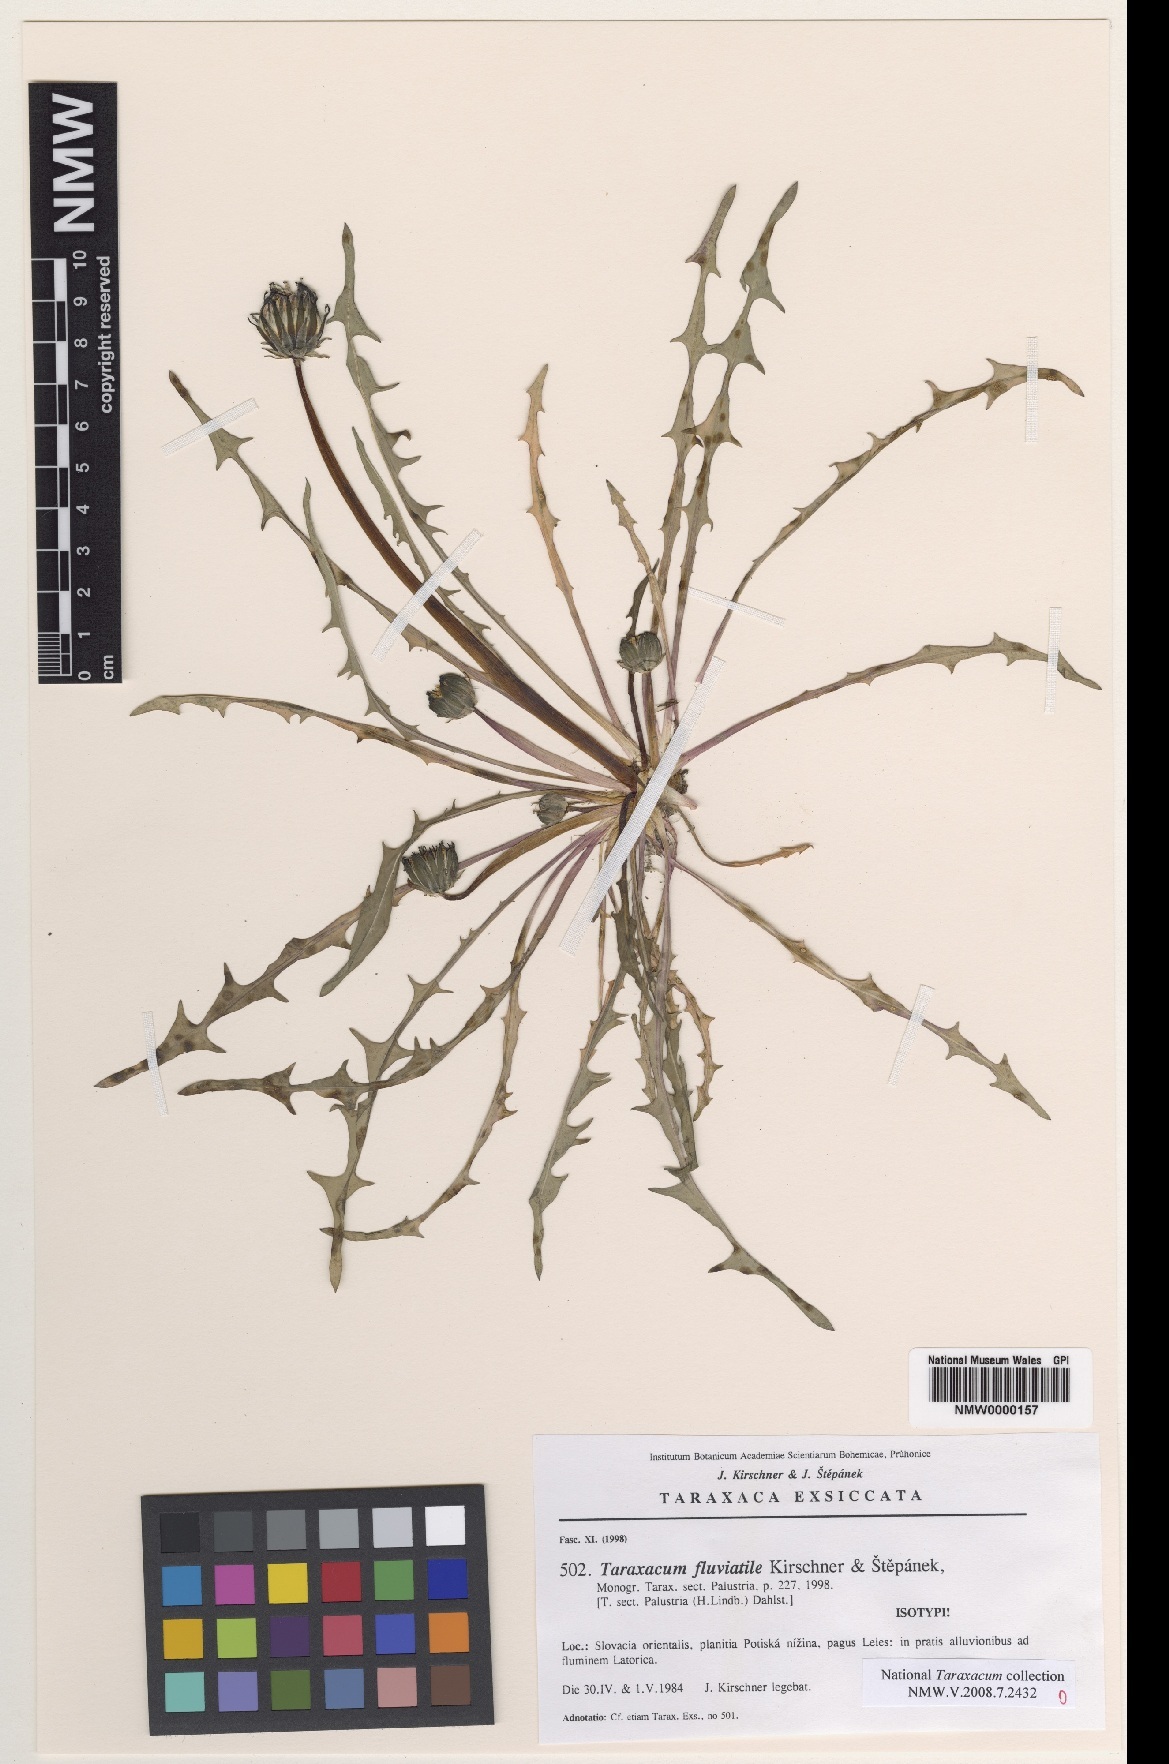 NMW
copyright reserved
0 1 2 3 4 5 6 7 8 9 10
cm
National Museum Wales GPI
NMW0000157
Institutum Botanicum Academiae Scientiarum Bohemicae, Průhonice
J. Kirschner & J. Štěpánek
TARAXACA EXSICCATA
Fasc. XI. (1998)
502. Taraxacum fluviatile Kirschner & Štěpánek,
Monogr. Tarax. sect. Palustria, p. 227, 1998.
[T. sect. Palustria (H.Lindb.) Dahlst.]
ISOTYPI!
Loc.: Slovacia orientalis, planitia Potiská nížina, pagus Leles: in pratis alluvionibus ad
fluminem Latorica.
Die 30.IV. & 1.V.1984 J. Kirschner legebat.
Adnotatio: Cf. etiam Tarax. Exs., no 501.
National Taraxacum collection
NMW.V.2008.7.2432 0